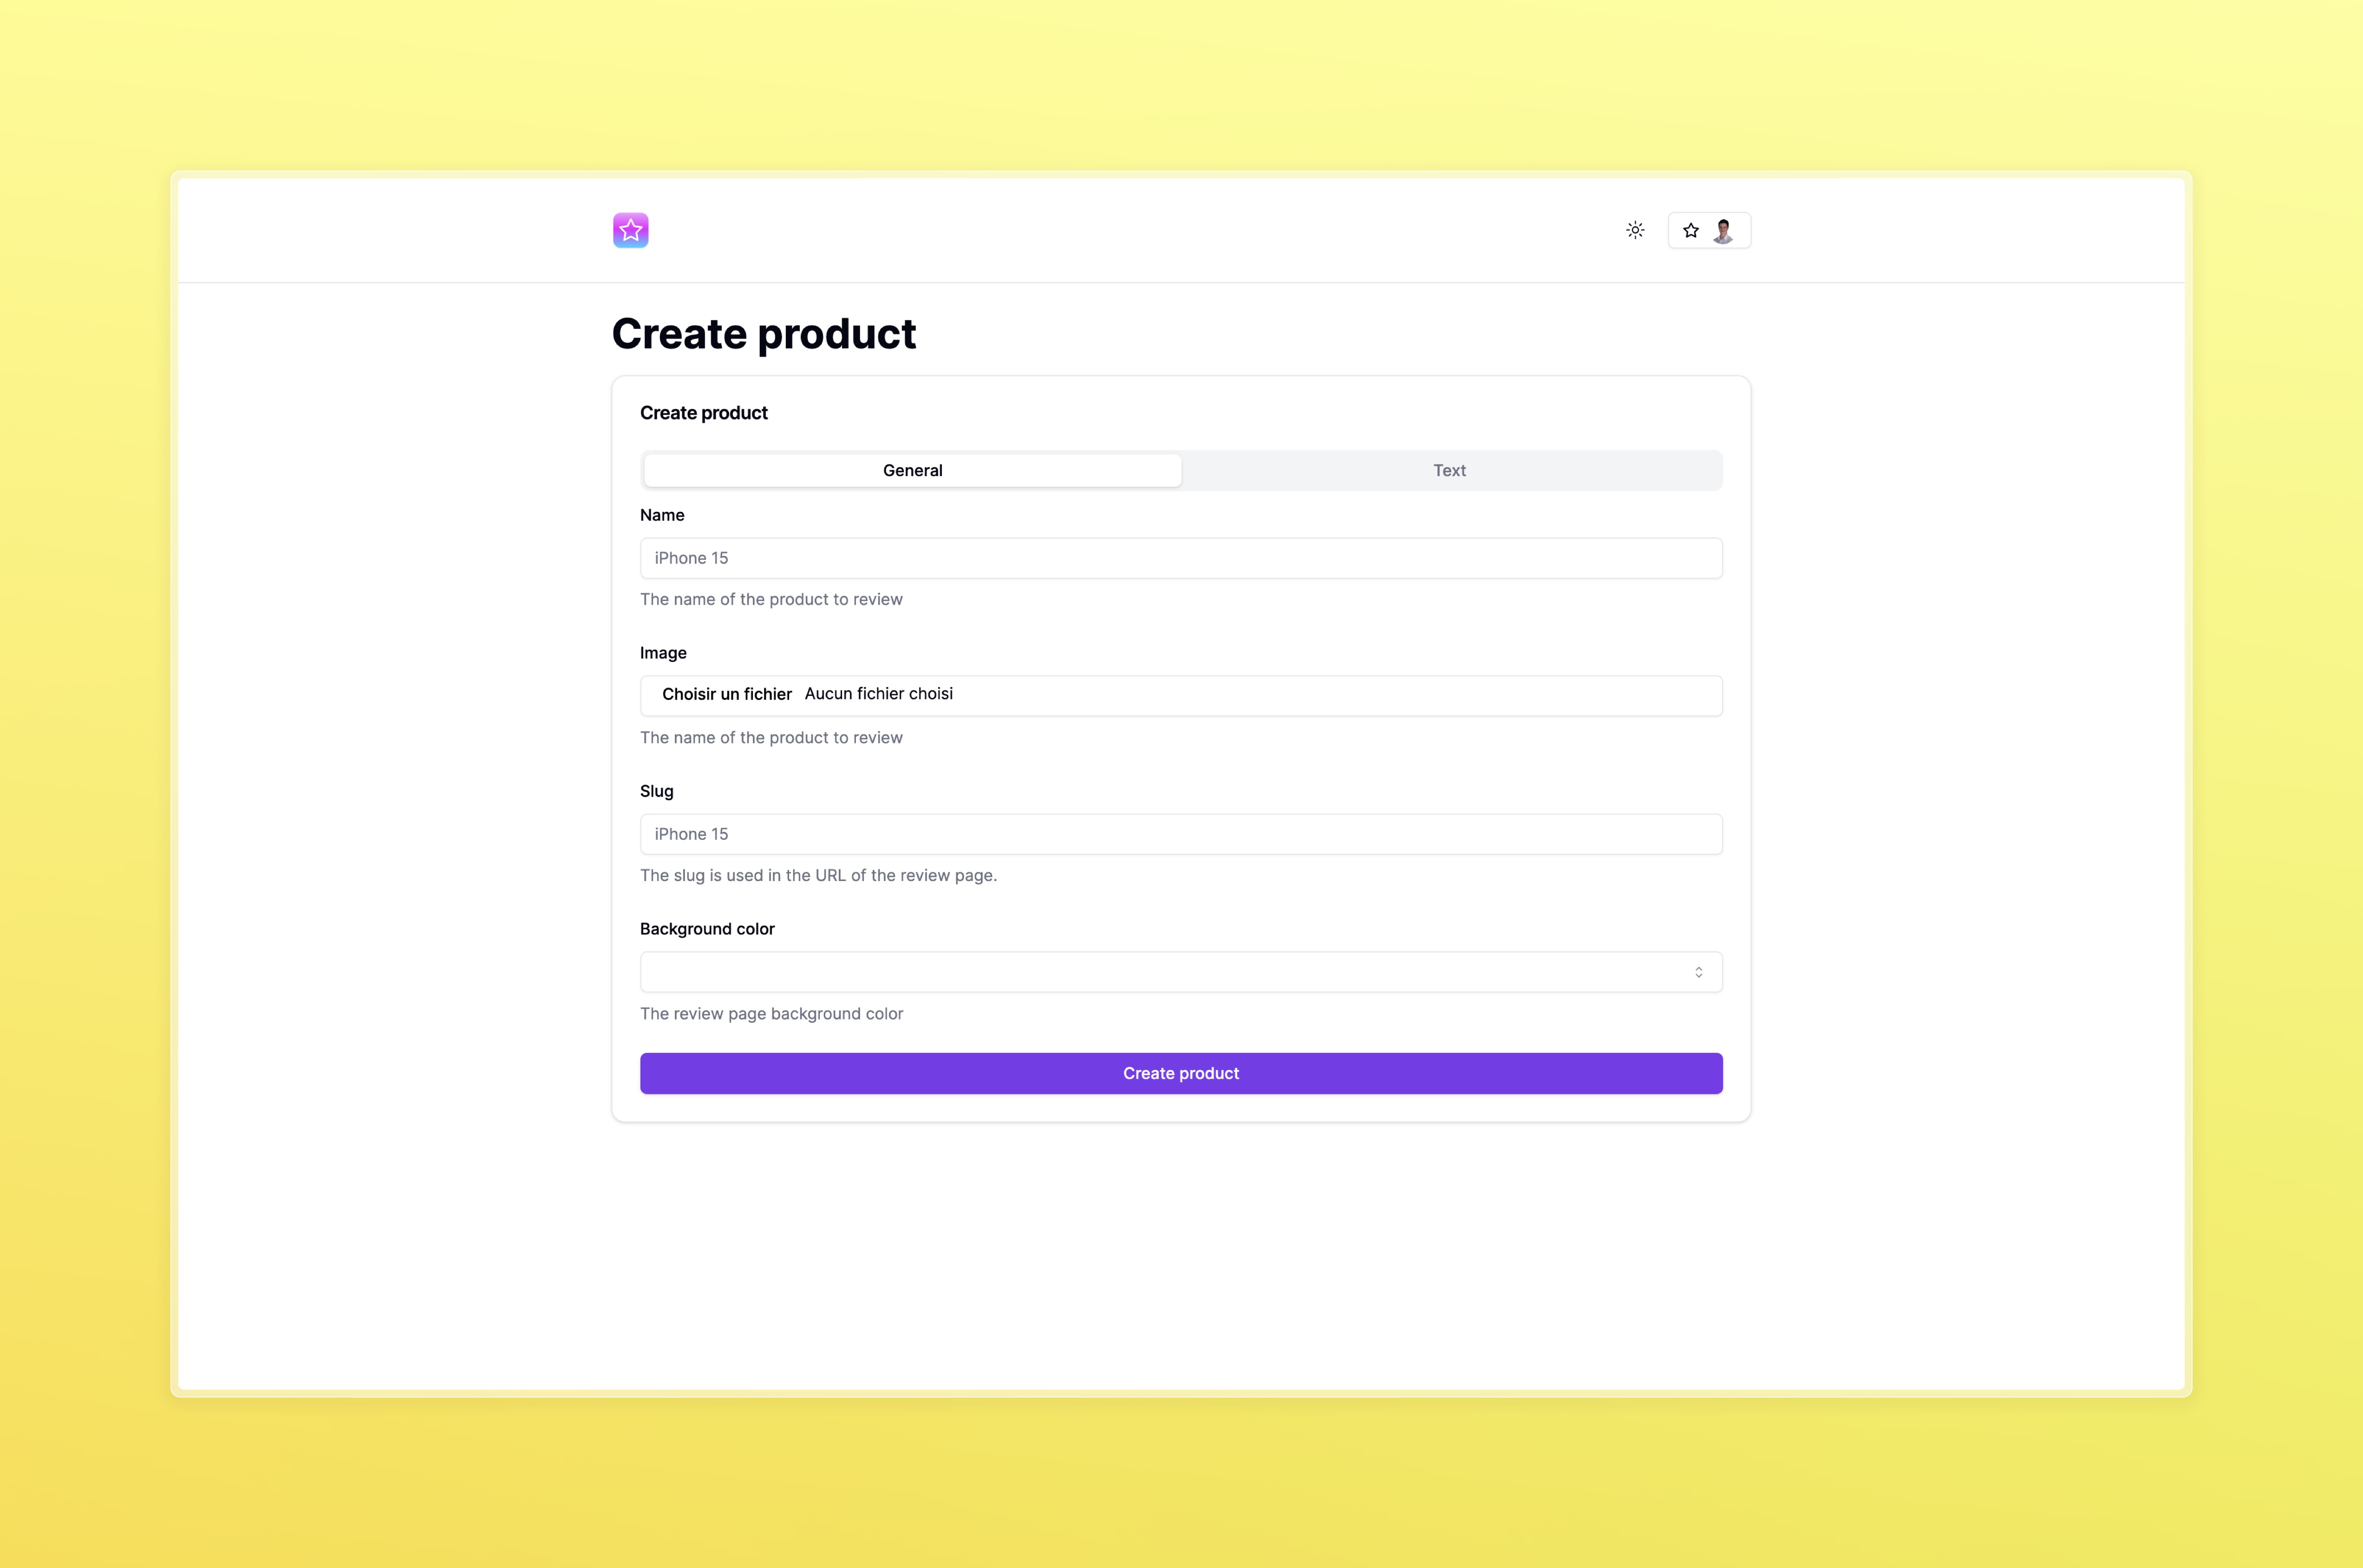 Create product
Create product
General Text
Name
iPhone 15
The name of the product to review
Image
Choisir un fichier Aucun fichier choisi
The name of the product to review
Slug
iPhone 15
The slug is used in the URL of the review page.
Background color
The review page background color
Create product